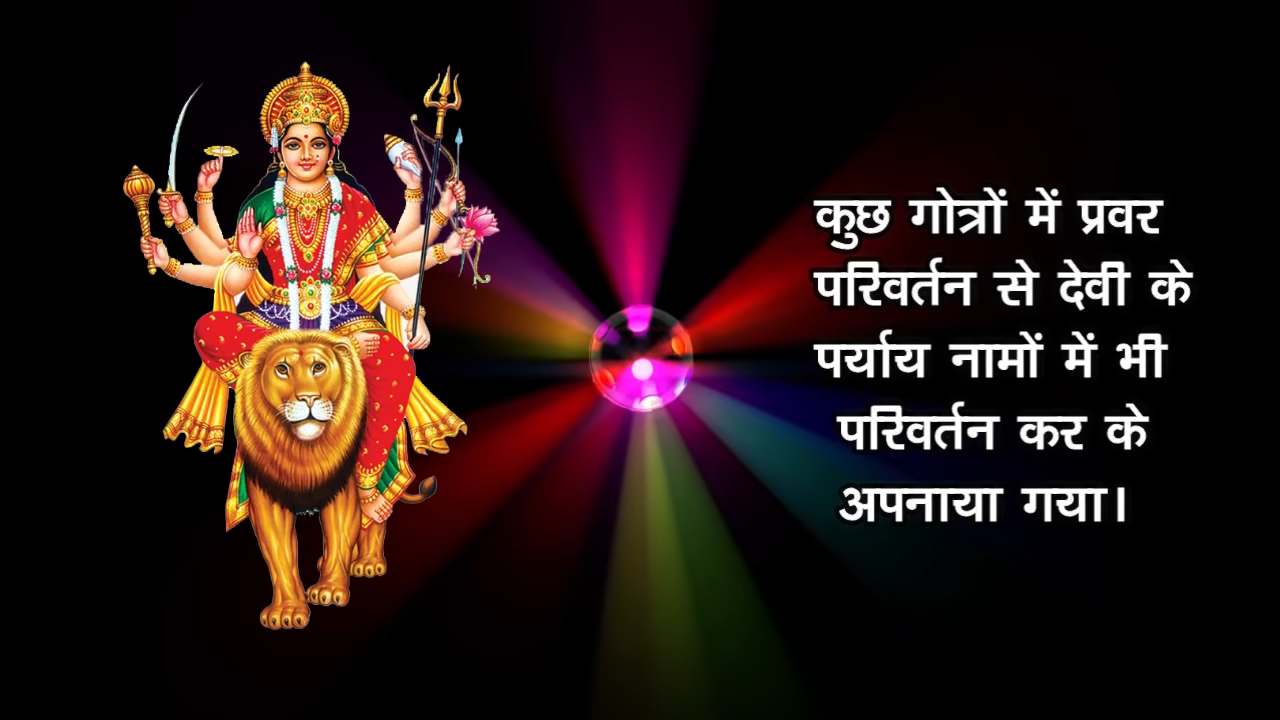 कुछ गोत्रों में प्रवर
परिवर्तन से देवी के
पर्याय नामों में भी
परिवर्तन कर के
अपनाया गया।